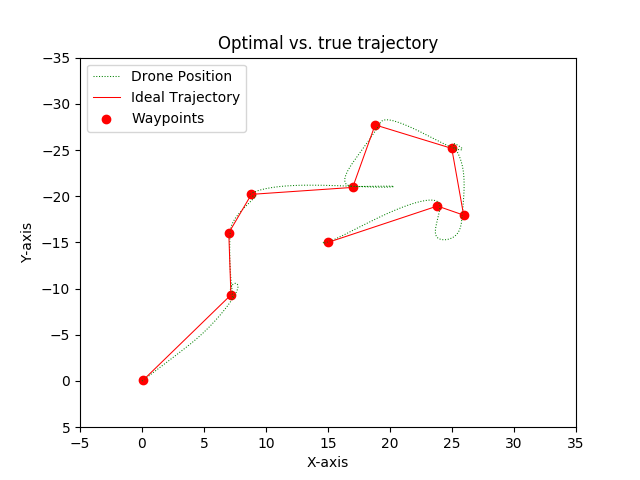 Optimal vs. true trajectory
Drone Position
Ideal Trajectory
Waypoints
Y-axis
−35
−30
−25
−20
−15
−10
−5
0
5
−5 0 5 10 15 20 25 30 35
X-axis